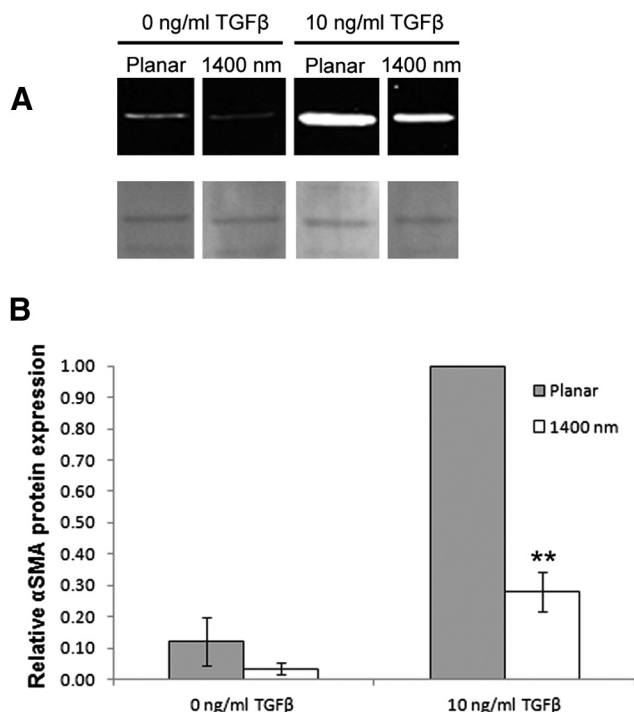 0 ng/ml TGFβ 10 ng/ml TGFβ
Planar 1400 nm Planar 1400 nm
A
B
Relative αSMA protein expression
1.00
0.90
0.80
0.70
0.60
0.50
0.40
0.30
0.20
0.10
0.00
Planar
1400 nm
**
0 ng/ml TGFβ 10 ng/ml TGFβ